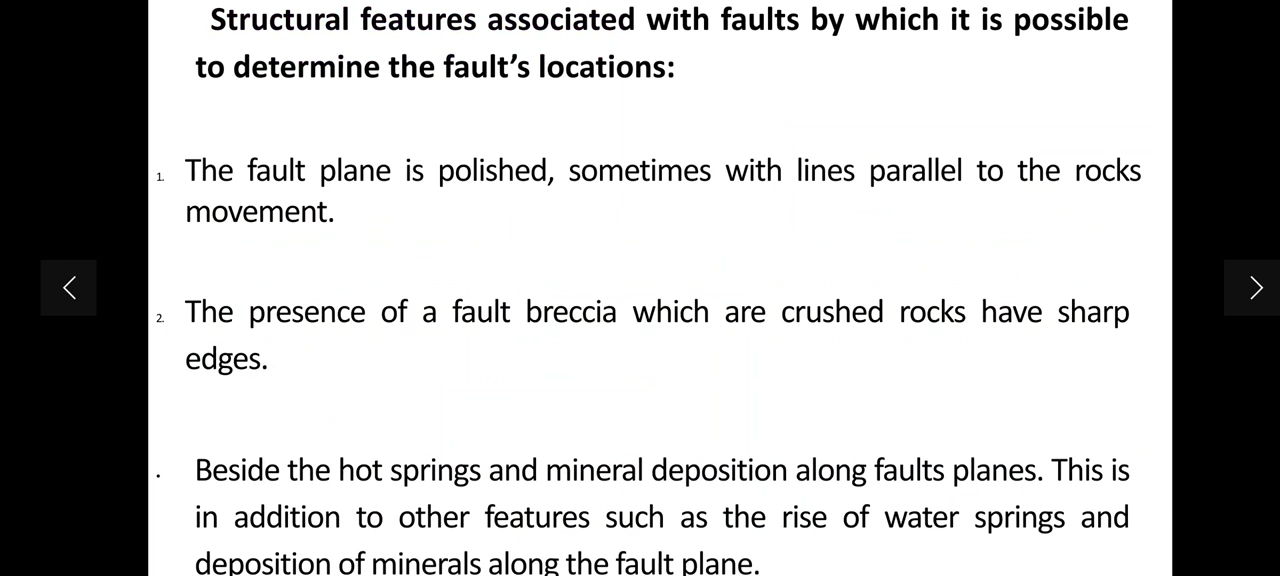 Structural features associated with faults by which it is possible
to determine the fault’s locations:
1. The fault plane is polished, sometimes with lines parallel to the rocks
movement.
2. The presence of a fault breccia which are crushed rocks have sharp
edges.
. Beside the hot springs and mineral deposition along faults planes. This is
in addition to other features such as the rise of water springs and
deposition of minerals along the fault plane.